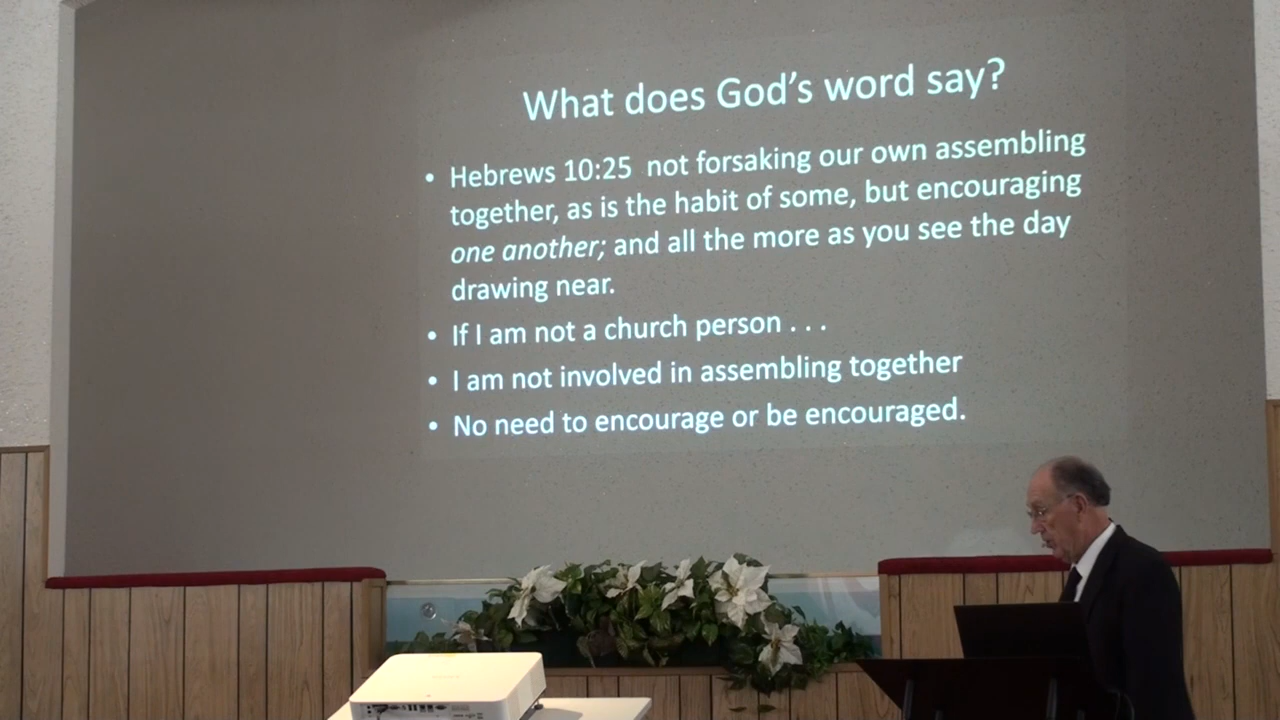 What does God's word say?
• Hebrews 10:25  not forsaking our own assembling
together, as is the habit of some, but encouraging
one another; and all the more as you see the day
drawing near.
• If I am not a church person . . .
• I am not involved in assembling together
• No need to encourage or be encouraged.